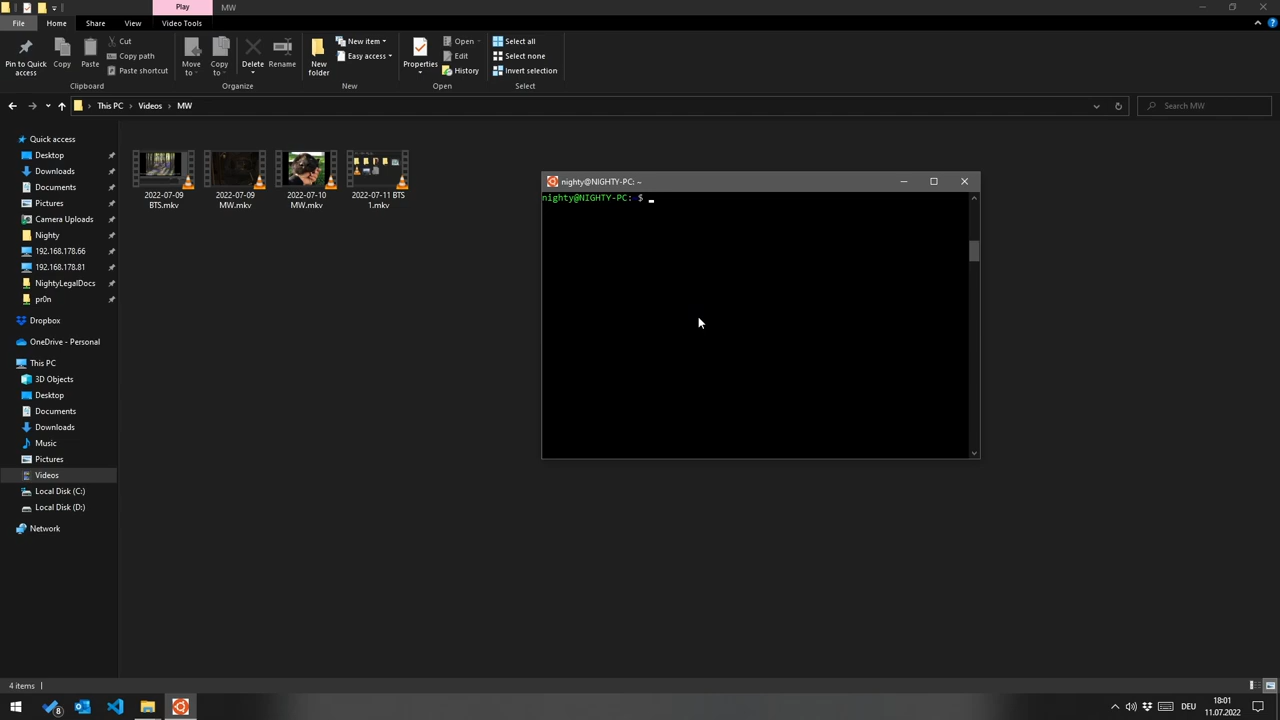 Play
MW
File
Home
Share
View
Video Tools
Pin to Quick
access
Copy
Paste
Cut
Copy path
Paste shortcut
Clipboard
Move
to
Copy
to
Delete
Rename
Organize
New
folder
New item
Easy access
New
Properties
Open
Edit
History
Open
Select all
Select none
Invert selection
Select
This PC
Videos
MW
Search MW
Quick access
Desktop
Downloads
Documents
Pictures
Camera Uploads
Nighty
192.168.178.66
192.168.178.81
NightyLegalDocs
pr0n
Dropbox
OneDrive - Personal
This PC
3D Objects
Desktop
Documents
Downloads
Music
Pictures
Videos
Local Disk (C:)
Local Disk (D:)
Network
2022-07-09
BTS.mkv
2022-07-09
MW.mkv
2022-07-10
MW.mkv
2022-07-11 BTS
1.mkv
nighty@NIGHTY-PC: ~
nighty@NIGHTY-PC: $
4 items
8
DEU
18:01
11.07.2022